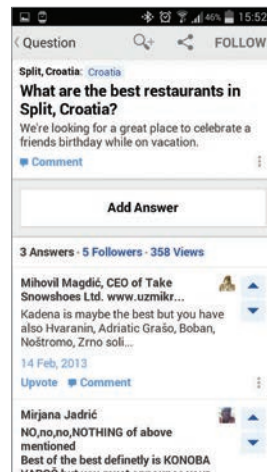 46% 15:52
Question FOLLOW
Split, Croatia: Croatia
What are the best restaurants in
Split, Croatia?
We're looking for a great place to celebrate a
friends birthday while on vacation.
Comment
Add Answer
3 Answers · 5 Followers · 358 Views
Mihovil Magdić, CEO of Take
Snowshoes Ltd. www.uzmikr...
Kadena is maybe the best but you have
also Hvaranin, Adriatic Grašo, Boban,
Noštromo, Zrno soli...
14 Feb, 2013
Upvote Comment
Mirjana Jadrić
NO,no,no,NOTHING of above
mentioned
Best of the best definetly is KONOBA